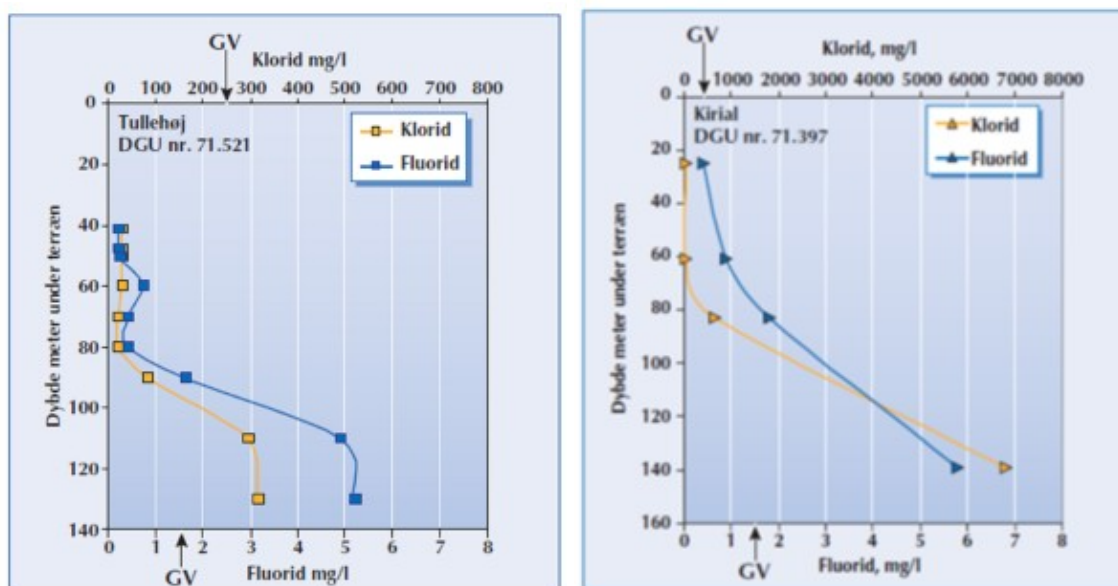 GV
Klorid mg/l
0 100 200 300 400 500 600 700 800
Tullehøj
DGU nr. 71.521
Klorid
Fluorid
Dybde meter under terræn
0
20
40
60
80
100
120
140
0 1 2 3 4 5 6 7 8
GV
Fluorid mg/l
GV
Klorid, mg/l
0 1000 2000 3000 4000 5000 6000 7000 8000
Kirial
DGU nr. 71.397
Klorid
Fluorid
Dybde meter under terræn
0
20
40
60
80
100
120
140
160
0 1 2 3 4 5 6 7 8
GV
Fluorid, mg/l